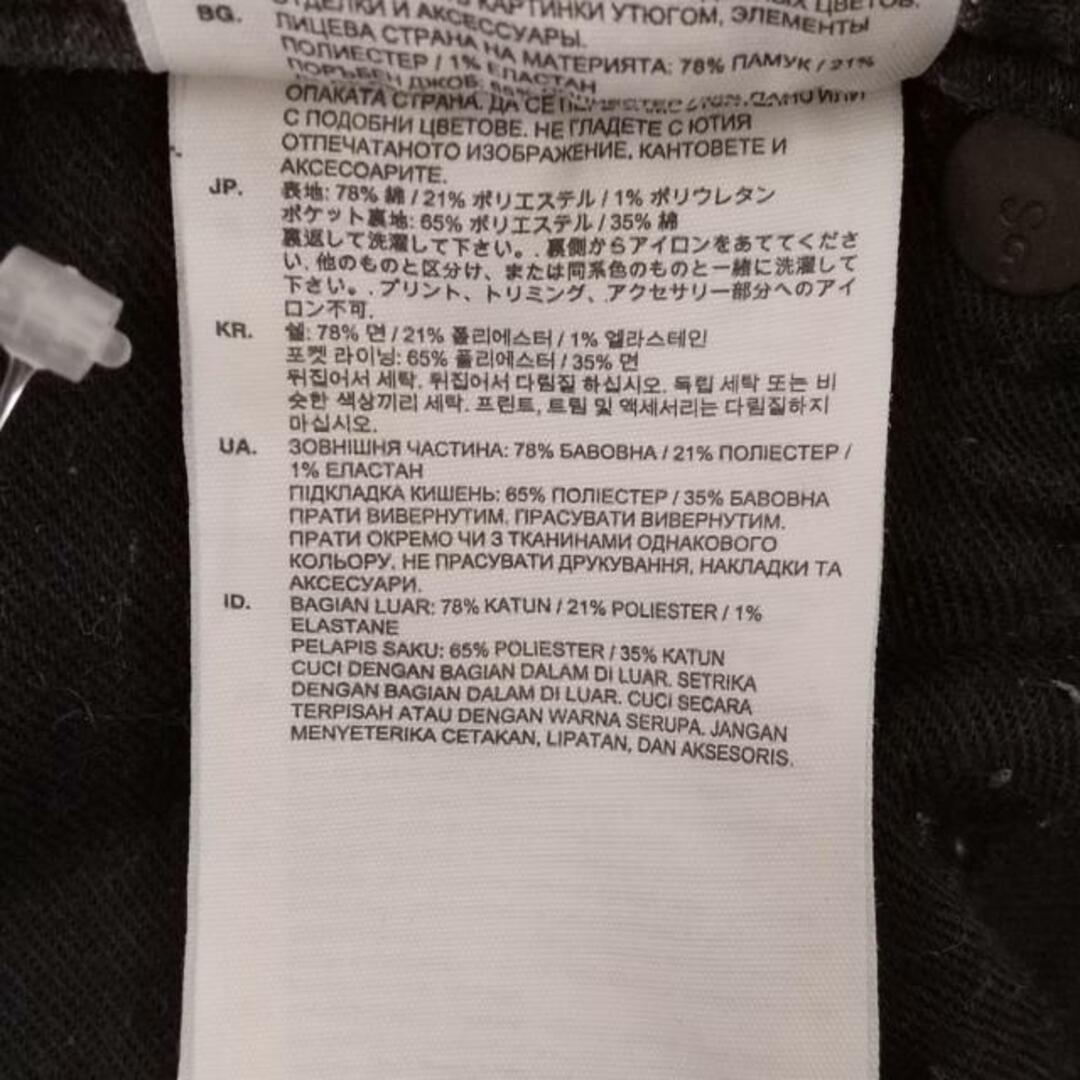 КАРТИНКИ УТЮГОМ, ЭЛЕМЕНТЫ
ОТДЕЛКИ И АКСЕССУАРЫ.
BG. ЛИЦЕВА СТРАНА НА МАТЕРИЯТА: 78% ПАМУК / 21%
ПОЛИЕСТЕР / 1% ЕЛАСТАН
ОПАКАТА СТРАНА. ДА СЕ ИЛИ
С ПОДОБНИ ЦВЕТОВЕ. НЕ ГЛАДЕТЕ С ЮТИЯ
ОТПЕЧАТАНОТО ИЗОБРАЖЕНИЕ, КАНТОВЕТЕ И
АКСЕСОАРИТЕ.
JP. 表地: 78% 綿 / 21% ポリエステル / 1% ポリウレタン
ポケット裏地: 65% ポリエステル / 35% 綿
裏返して洗濯して下さい。. 裏側からアイロンをあててくださ
い. 他のものと区分け、または同系色のものと一緒に洗濯して
下さい。. プリント、トリミング、アクセサリー部分へのアイ
ロン不可.
KR. 쉘: 78% 면 / 21% 폴리에스터 / 1% 엘라스테인
포켓 라이닝: 65% 폴리에스터 / 35% 면
뒤집어서 세탁. 뒤집어서 다림질 하십시오. 독립 세탁 또는 비
슷한 색상끼리 세탁. 프린트, 트림 및 액세서리는 다림질하지
마십시오.
UA. ЗОВНІШНЯ ЧАСТИНА: 78% БАВОВНА / 21% ПОЛІЕСТЕР /
1% ЕЛАСТАН
ПІДКЛАДКА КИШЕНЬ: 65% ПОЛІЕСТЕР / 35% БАВОВНА
ПРАТИ ВИВЕРНУТИМ. ПРАСУВАТИ ВИВЕРНУТИМ.
ПРАТИ ОКРЕМО ЧИ З ТКАНИНАМИ ОДНАКОВОГО
КОЛЬОРУ. НЕ ПРАСУВАТИ ДРУКУВАННЯ, НАКЛАДКИ ТА
АКСЕСУАРИ.
ID. BAGIAN LUAR: 78% KATUN / 21% POLIESTER / 1%
ELASTANE
PELAPIS SAKU: 65% POLIESTER / 35% KATUN
CUCI DENGAN BAGIAN DALAM DI LUAR. SETRIKA
DENGAN BAGIAN DALAM DI LUAR. CUCI SECARA
TERPISAH ATAU DENGAN WARNA SERUPA. JANGAN
MENYETERIKA CETAKAN, LIPATAN, DAN AKSESORIS.